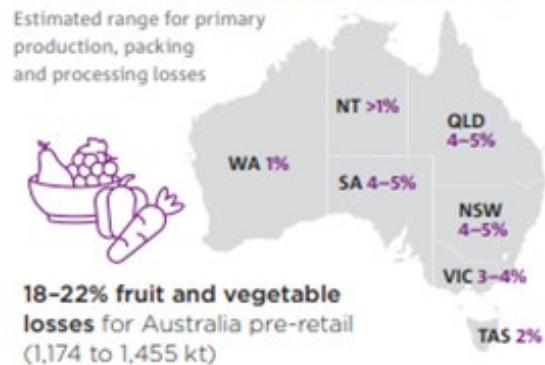 Estimated range for primary
production, packing
and processing losses
NT >1%
QLD
4–5%
WA 1%
SA 4–5%
NSW
4–5%
VIC 3–4%
18–22% fruit and vegetable
losses for Australia pre-retail
(1,174 to 1,455 kt)
TAS 2%